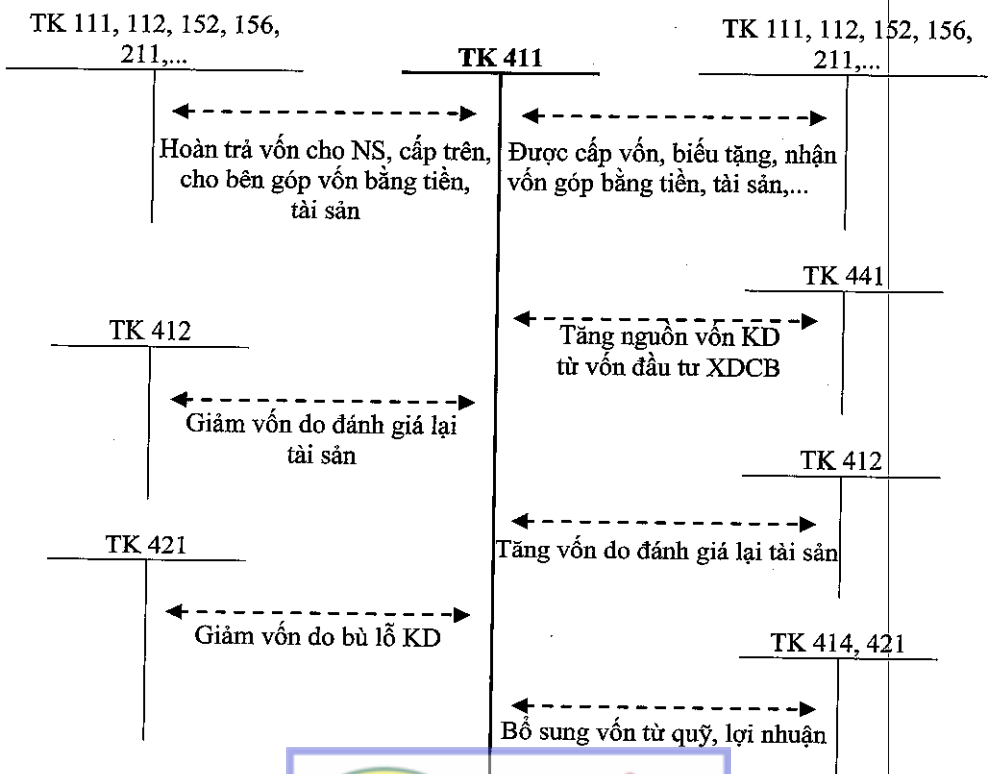 TK 111, 112, 152, 156,
211,...
TK 411
TK 111, 112, 152, 156,
211,...
Hoàn trả vốn cho NS, cấp trên,
cho bên góp vốn bằng tiền,
tài sản
Được cấp vốn, biếu tặng, nhận
vốn góp bằng tiền, tài sản,...
TK 441
Tăng nguồn vốn KD
từ vốn đầu tư XDCB
TK 412
Giảm vốn do đánh giá lại
tài sản
TK 412
Tăng vốn do đánh giá lại tài sản
TK 421
Giảm vốn do bù lỗ KD
TK 414, 421
Bổ sung vốn từ quỹ, lợi nhuận